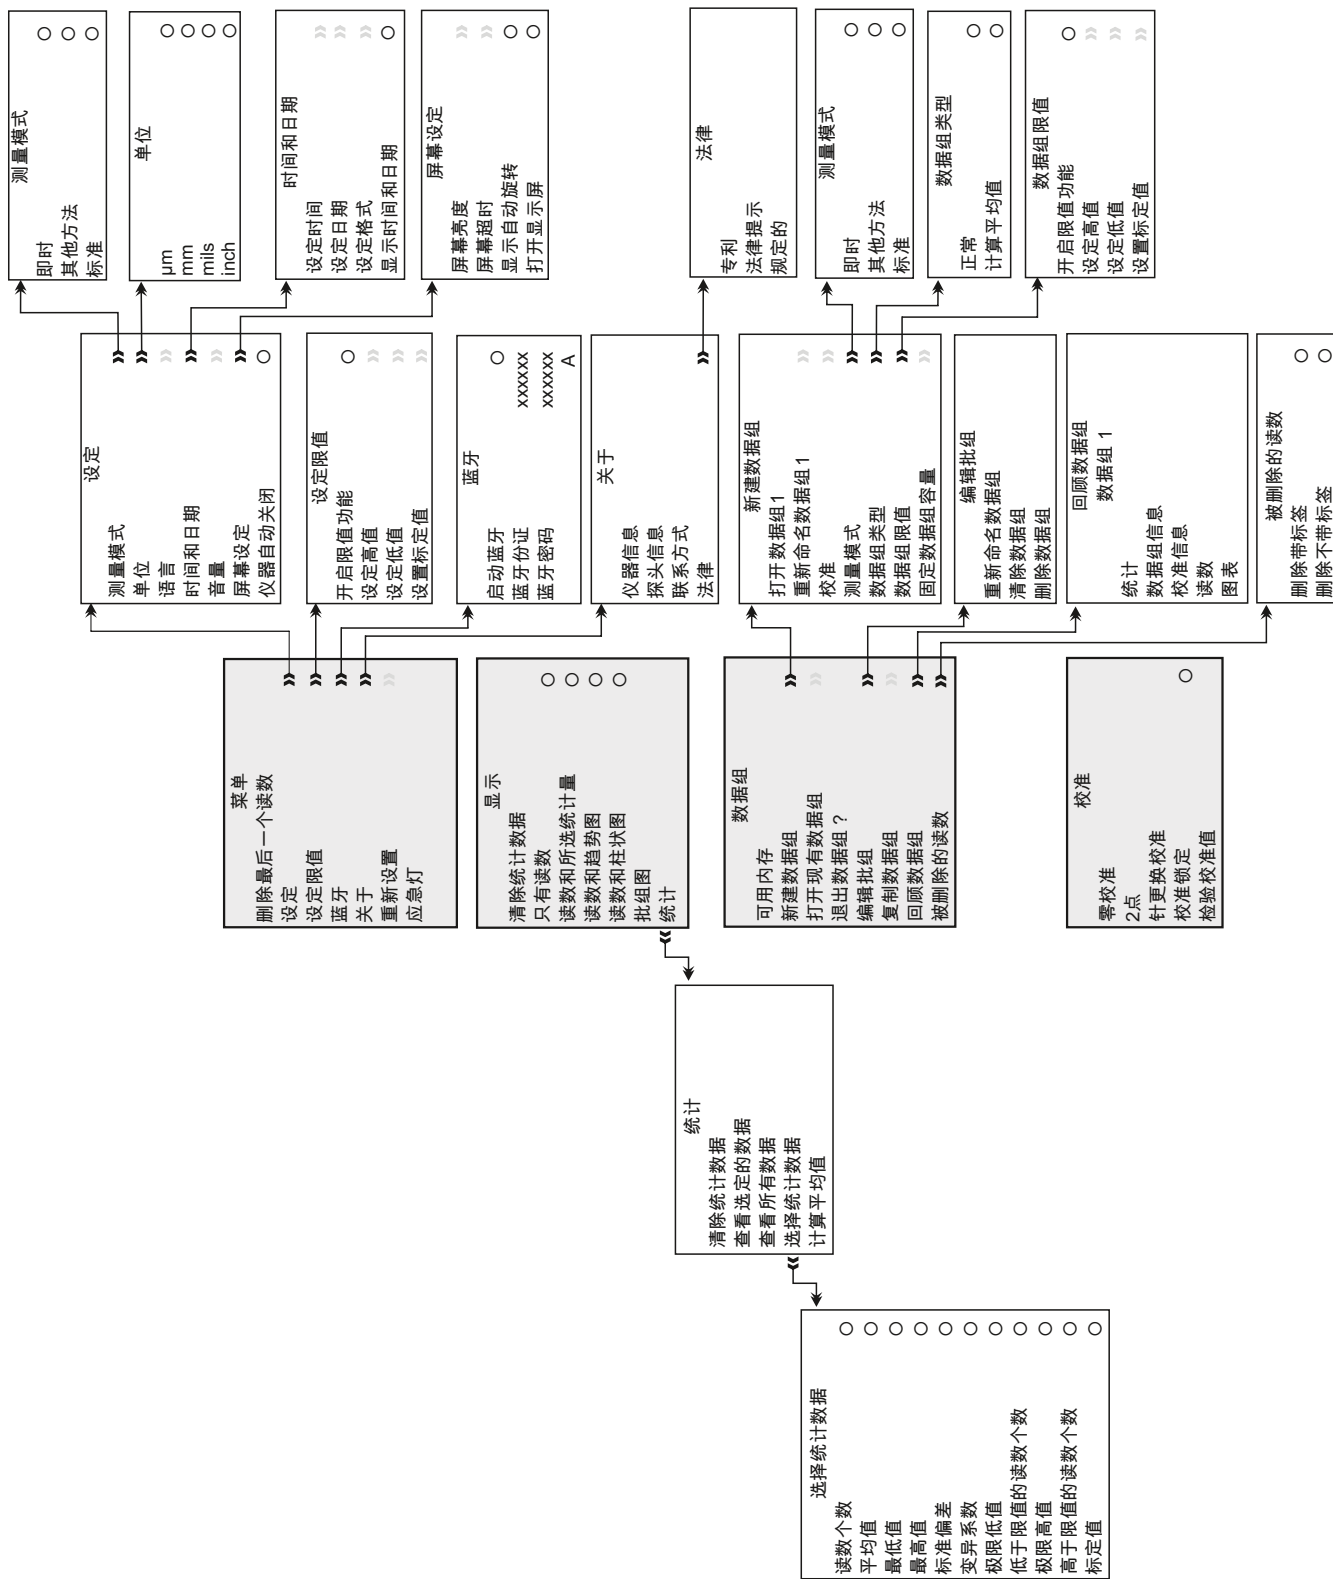 测量模式
即时
其他方法
标准
单位
µm
mm
mils
inch
时间和日期
设定时间
设定日期
设定格式
显示时间和日期
屏幕设定
屏幕亮度
屏幕超时
显示自动旋转
打开显示屏
法律
专利
法律提示
规定的
测量模式
即时
其他方法
标准
数据组类型
正常
计算平均值
数据组限值
开启限值功能
设定高值
设定低值
设置标定值
设定
测量模式
单位
语言
时间和日期
音量
屏幕设定
仪器自动关闭
设定限值
开启限值功能
设定高值
设定低值
设置标定值
蓝牙
启动蓝牙
蓝牙份证 xxxxxx
蓝牙密码 xxxxxx
A
关于
仪器信息
探头信息
联系方式
法律
新建数据组
打开数据组1
重新命名数据组1
校准
测量模式
数据组类型
数据组限值
固定数据组容量
编辑批组
重新命名数据组
清除数据组
删除数据组
回顾数据组
数据组 1
统计
数据组信息
校准信息
读数
图表
被删除的读数
删除带标签
删除不带标签
菜单
删除最后一个读数
设定
设定限值
蓝牙
关于
重新设置
应急灯
显示
清除统计数据
只有读数
读数和所选统计量
读数和趋势图
读数和柱状图
批组图
统计
数据组
可用内存
新建数据组
打开现有数据组
退出数据组？
编辑批组
复制数据组
回顾数据组
被删除的读数
校准
零校准
2点
针更换校准
校准锁定
检验校准值
统计
清除统计数据
查看选定的数据
查看所有数据
选择统计数据
计算平均值
选择统计数据
读数个数
平均值
最低值
最高值
标准偏差
变异系数
极限低值
低于限值的读数个数
极限高值
高于限值的读数个数
标定值